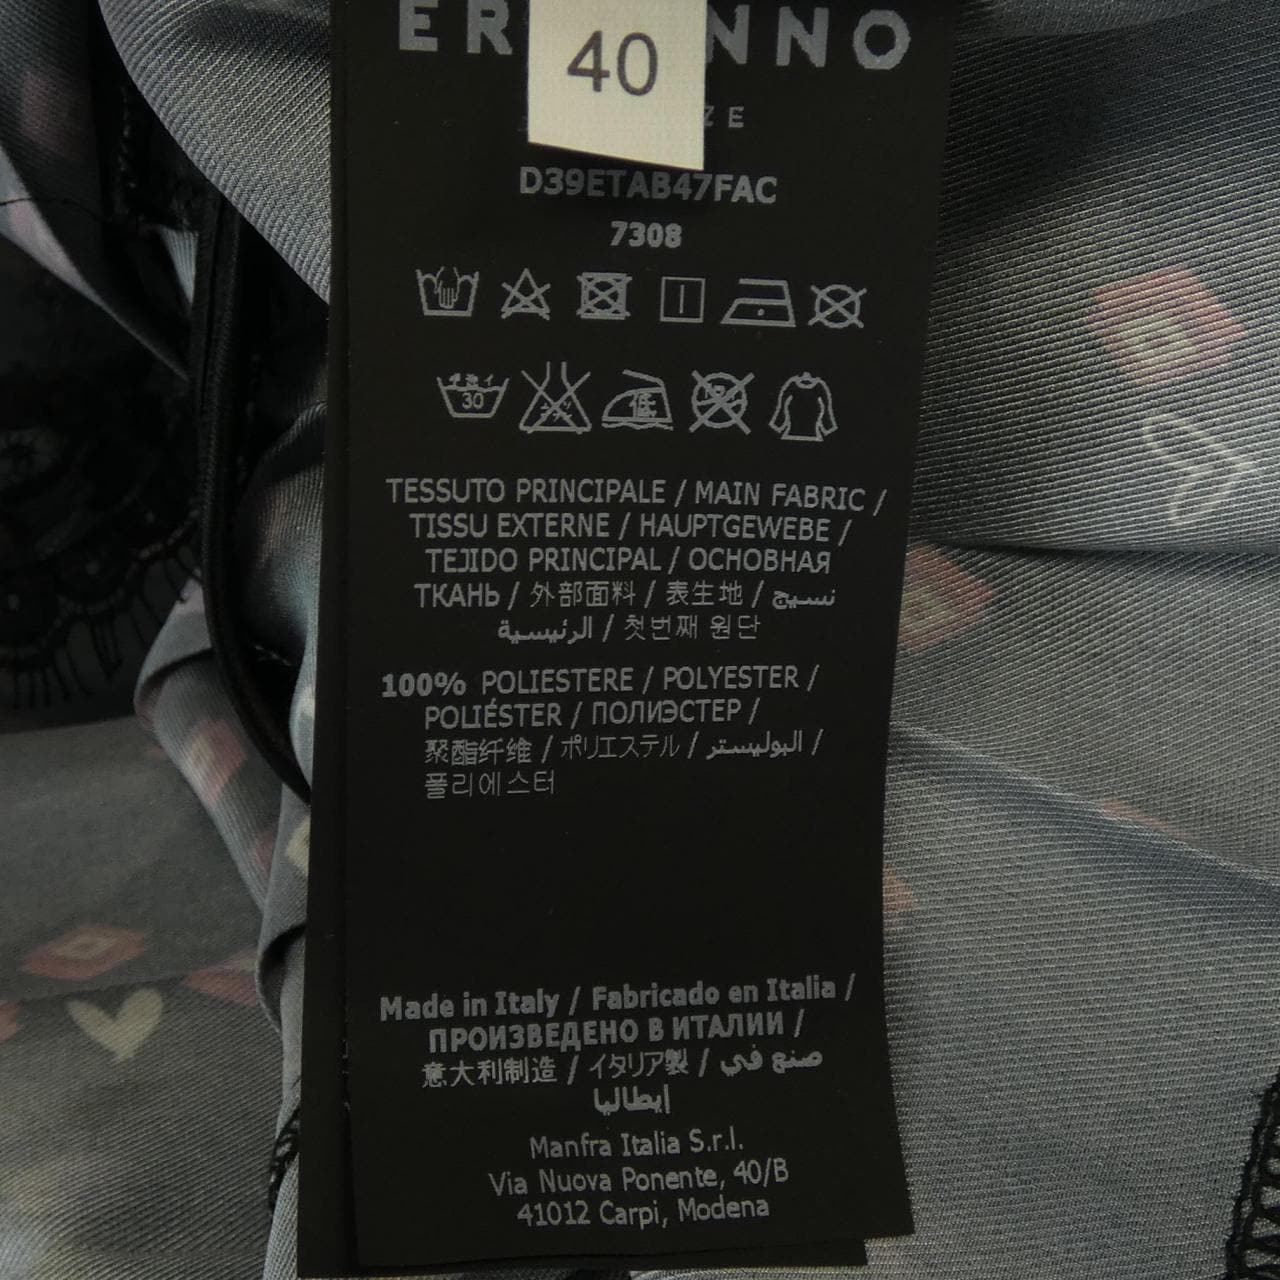 40
D39ETAB47FAC
7308
30
低
TESSUTO PRINCIPALE / MAIN FABRIC /
TISSU EXTERNE / HAUPTGEWEBE /
TEJIDO PRINCIPAL / ОСНОВНАЯ
ТКАНЬ / 外部面料 / 表生地 / نسيج
الرئيسية / 첫번째 원단
100% POLIESTERE / POLYESTER /
POLIÉSTER / ПОЛИЭСТЕР /
聚酯纤维 / ポリエステル / البوليستر /
폴리에스터
Made in Italy / Fabricado en Italia /
ПРОИЗВЕДЕНО В ИТАЛИИ /
意大利制造 / イタリア製 / صنع في
إيطاليا
Manfra Italia S.r.l.
Via Nuova Ponente, 40/B
41012 Carpi, Modena